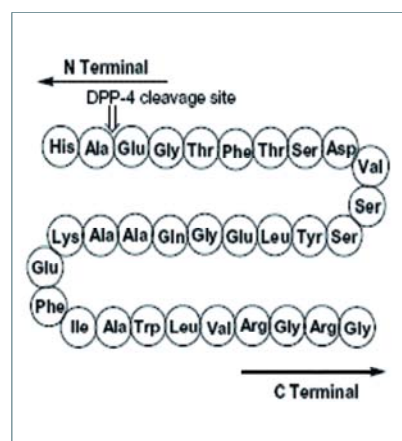 N Terminal
DPP-4 cleavage site
His Ala Glu Gly Thr Phe Thr Ser Asp
Val
Ser
Lys Ala Ala Gln Gly Glu Leu Tyr Ser
Glu
Phe
Ile Ala Trp Leu Val Arg Gly Arg Gly
C Terminal